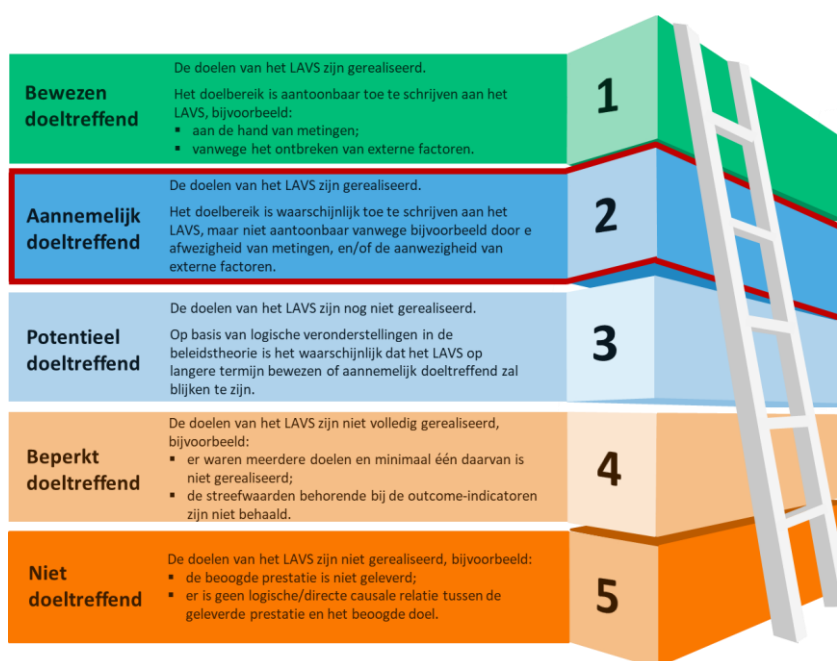 Bewezen
doeltreffend
De doelen van het LAVS zijn gerealiseerd.
Het doelbereik is aantoonbaar toe te schrijven aan het
LAVS, bijvoorbeeld:
▪ aan de hand van metingen;
▪ vanwege het ontbreken van externe factoren.
1
Aannemelijk
doeltreffend
De doelen van het LAVS zijn gerealiseerd.
Het doelbereik is waarschijnlijk toe te schrijven aan het
LAVS, maar niet aantoonbaar vanwege bijvoorbeeld door e
afwezigheid van metingen, en/of de aanwezigheid van
externe factoren.
2
Potentieel
doeltreffend
De doelen van het LAVS zijn nog niet gerealiseerd.
Op basis van logische veronderstellingen in de
beleidstheorie is het waarschijnlijk dat het LAVS op
langere termijn bewezen of aannemelijk doeltreffend zal
blijken te zijn.
3
Beperkt
doeltreffend
De doelen van het LAVS zijn niet volledig gerealiseerd,
bijvoorbeeld:
▪ er waren meerdere doelen en minimaal één daarvan is
niet gerealiseerd;
▪ de streefwaarden behorende bij de outcome-indicatoren
zijn niet behaald.
4
Niet
doeltreffend
De doelen van het LAVS zijn niet gerealiseerd, bijvoorbeeld:
▪ de beoogde prestatie is niet geleverd;
▪ er is geen logische/directe causale relatie tussen de
geleverde prestatie en het beoogde doel.
5